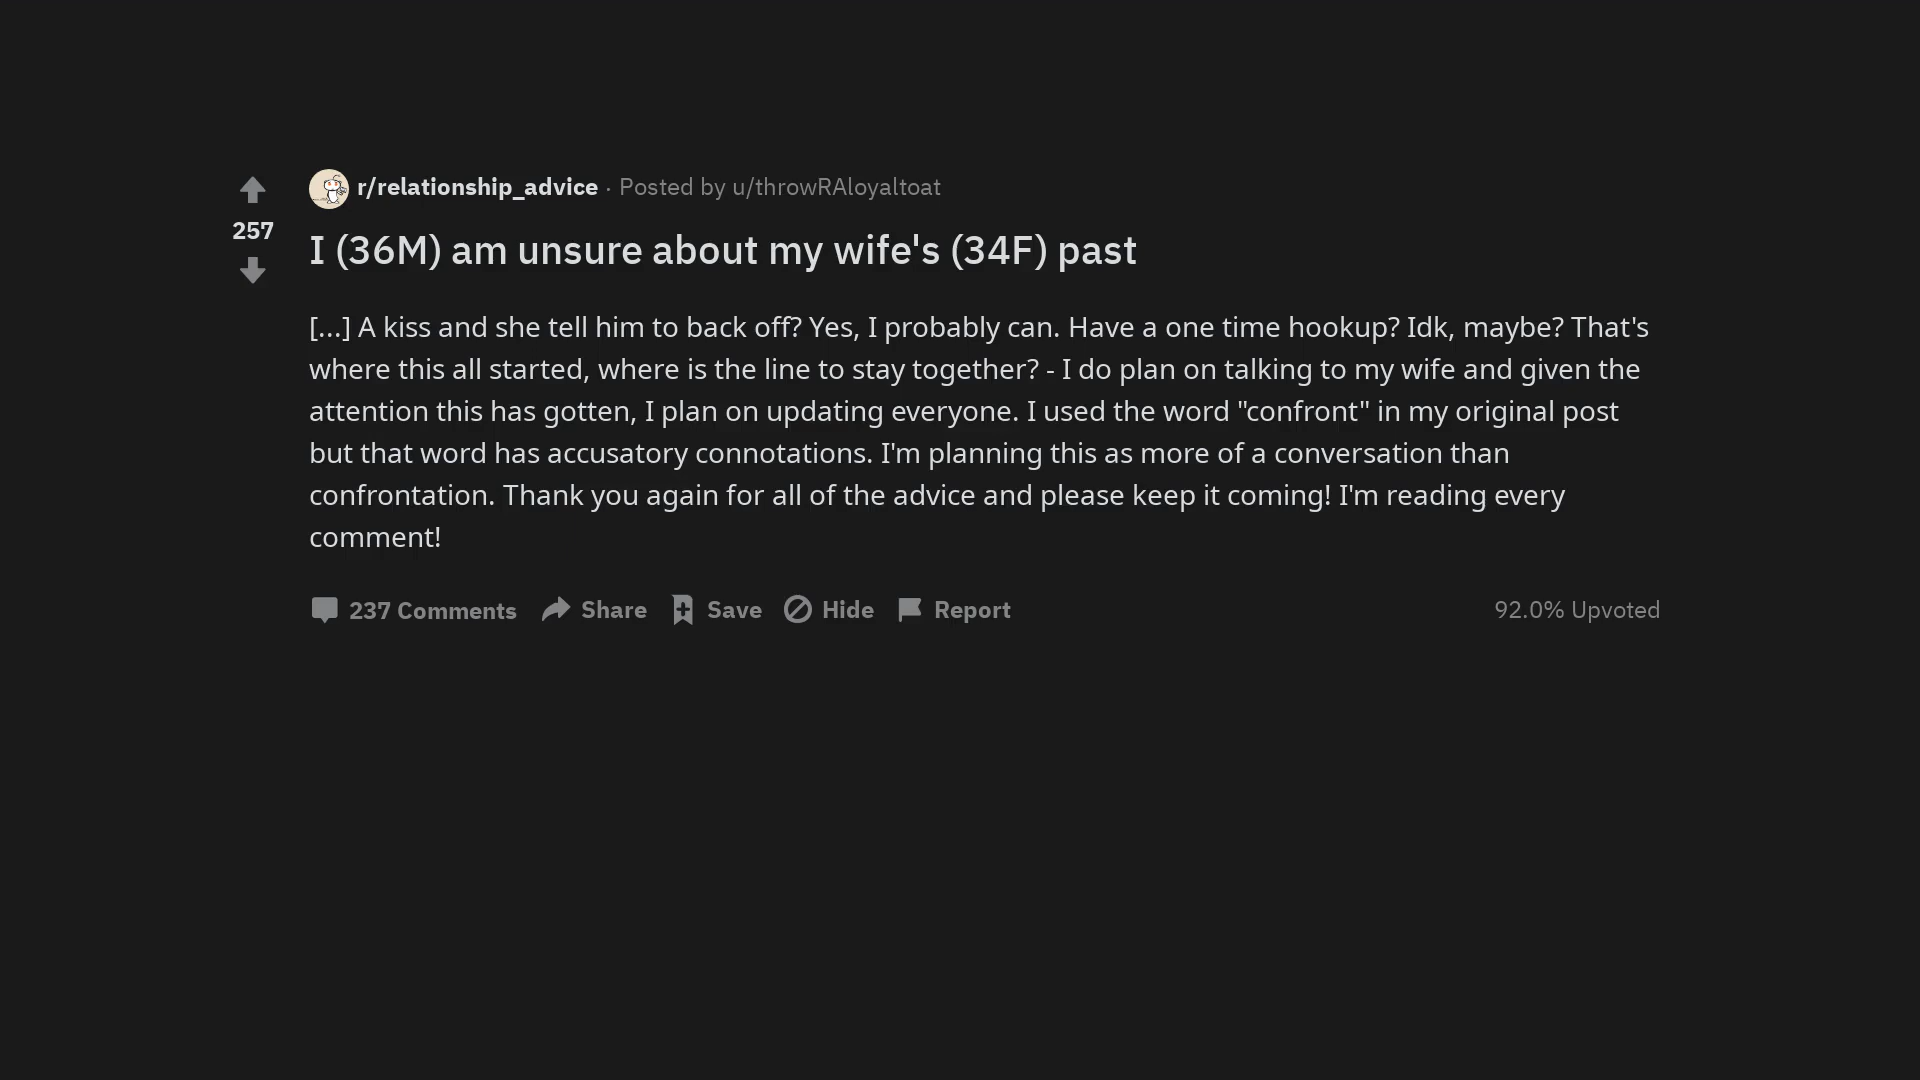 r/relationship_advice · Posted by u/throwRAloyaltoat
257
I (36M) am unsure about my wife's (34F) past
[...] A kiss and she tell him to back off? Yes, I probably can. Have a one time hookup? Idk, maybe? That's
where this all started, where is the line to stay together? - I do plan on talking to my wife and given the
attention this has gotten, I plan on updating everyone. I used the word "confront" in my original post
but that word has accusatory connotations. I'm planning this as more of a conversation than
confrontation. Thank you again for all of the advice and please keep it coming! I'm reading every
comment!
237 Comments Share Save Hide Report 92.0% Upvoted